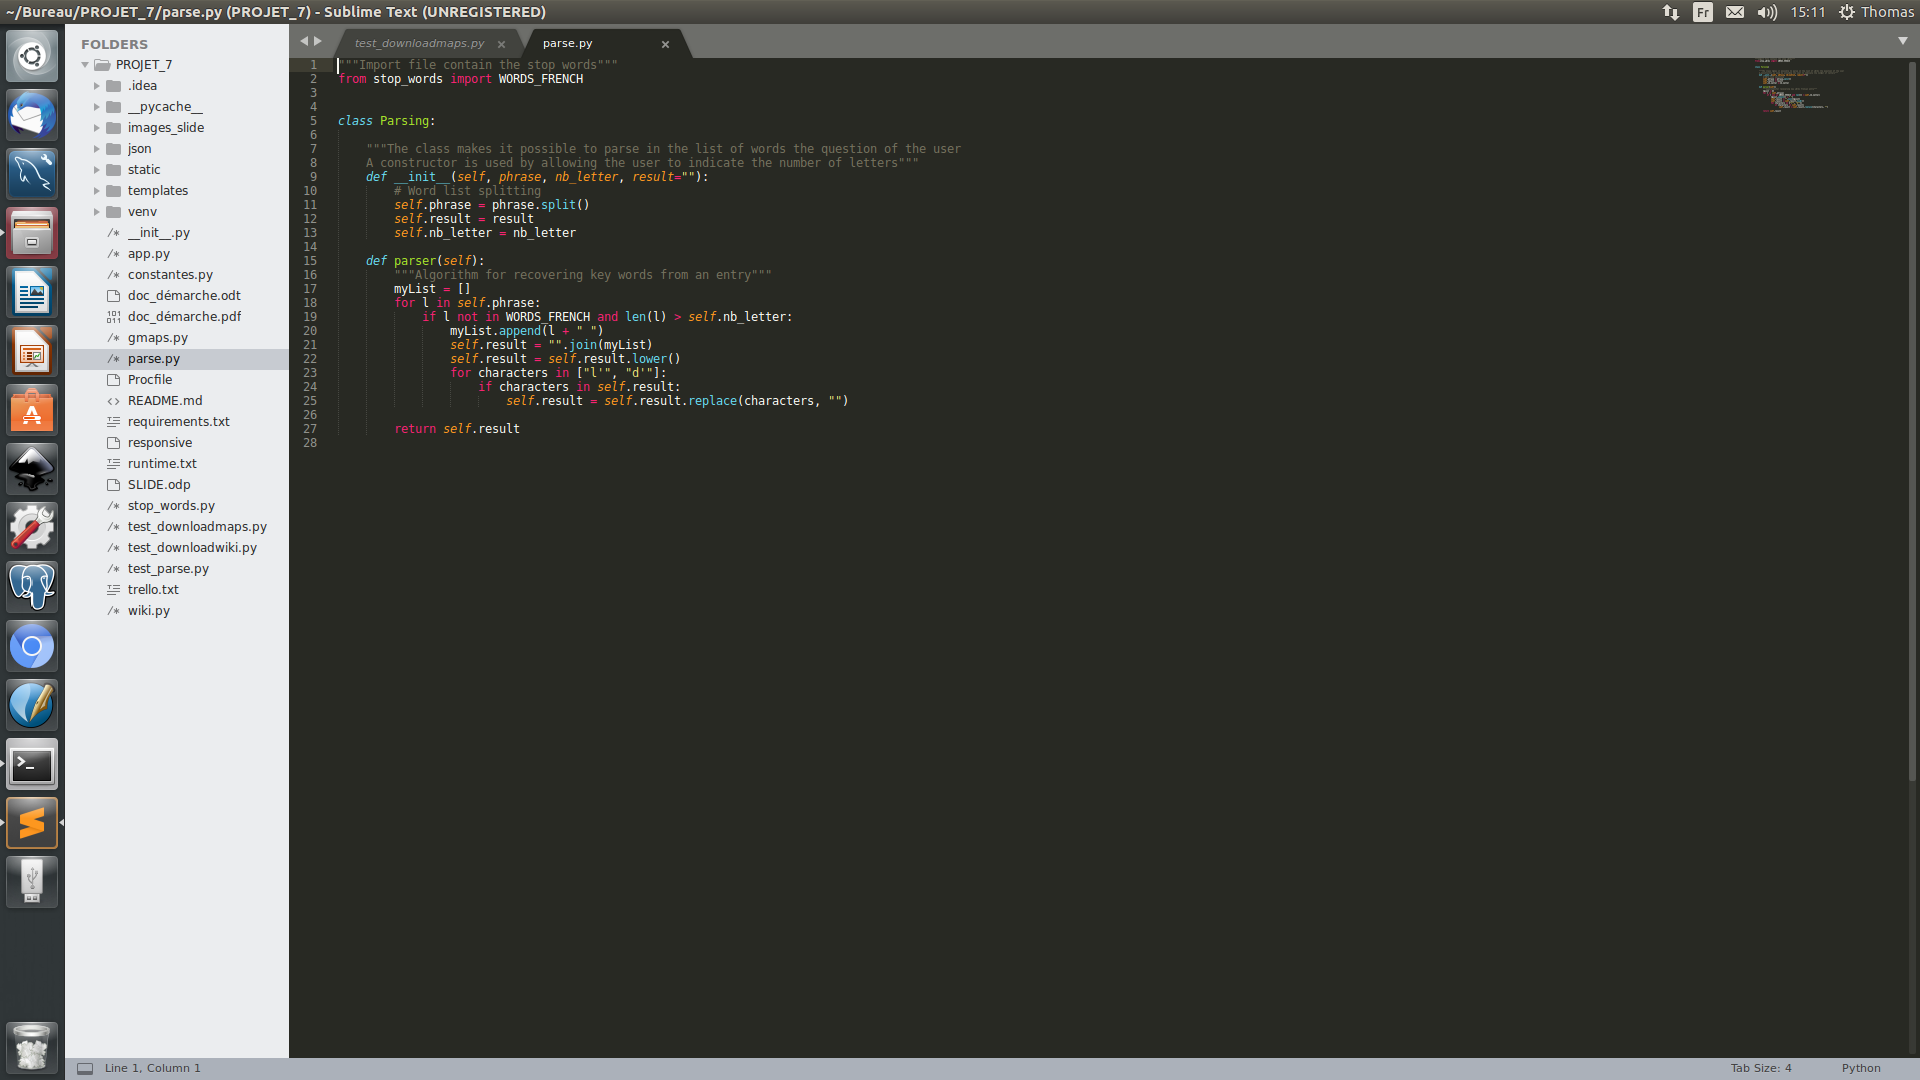 ~/Bureau/PROJET_7/parse.py (PROJET_7) - Sublime Text (UNREGISTERED)
Fr
15:11
Thomas
FOLDERS
PROJET_7
.idea
__pycache__
images_slide
json
static
templates
venv
__init__.py
app.py
constantes.py
doc_démarche.odt
doc_démarche.pdf
gmaps.py
parse.py
Procfile
README.md
requirements.txt
responsive
runtime.txt
SLIDE.odp
stop_words.py
test_downloadmaps.py
test_downloadwiki.py
test_parse.py
trello.txt
wiki.py
test_downloadmaps.py ×
parse.py ×
1 """Import file contain the stop words"""
2 from stop_words import WORDS_FRENCH
3
4
5 class Parsing:
6
7     """The class makes it possible to parse in the list of words the question of the user
8     A constructor is used by allowing the user to indicate the number of letters"""
9     def __init__(self, phrase, nb_letter, result=""):
10         # Word list splitting
11         self.phrase = phrase.split()
12         self.result = result
13         self.nb_letter = nb_letter
14
15     def parser(self):
16         """Algorithm for recovering key words from an entry"""
17         myList = []
18         for l in self.phrase:
19             if l not in WORDS_FRENCH and len(l) > self.nb_letter:
20                 myList.append(l + " ")
21                 self.result = "".join(myList)
22                 self.result = self.result.lower()
23                 for characters in ["l'", "d'"]:
24                     if characters in self.result:
25                         self.result = self.result.replace(characters, "")
26
27         return self.result
28
Line 1, Column 1
Tab Size: 4
Python